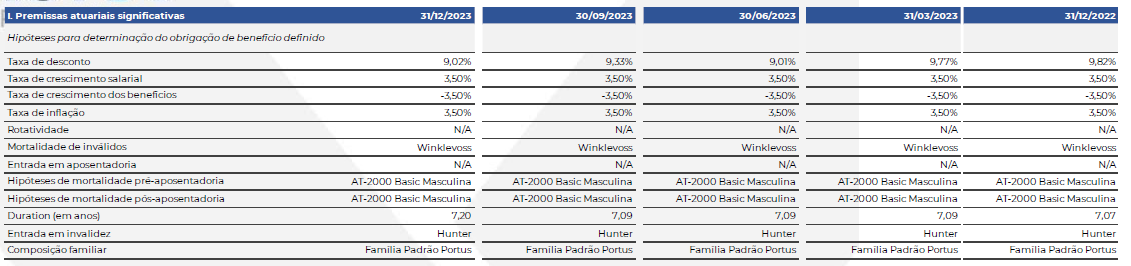 I. Premissas atuariais significativas 31/12/2023 30/09/2023 30/06/2023 31/03/2023 31/12/2022
Hipóteses para determinação do obrigação de benefício definido
Taxa de desconto 9,02% 9,33% 9,01% 9,77% 9,82%
Taxa de crescimento salarial 3,50% 3,50% 3,50% 3,50% 3,50%
Taxa de crescimento dos benefícios -3,50% -3,50% -3,50% -3,50% -3,50%
Taxa de inflação 3,50% 3,50% 3,50% 3,50% 3,50%
Rotatividade N/A N/A N/A N/A N/A
Mortalidade de inválidos Winklevoss Winklevoss Winklevoss Winklevoss Winklevoss
Entrada em aposentadoria N/A N/A N/A N/A N/A
Hipóteses de mortalidade pré-aposentadoria AT-2000 Basic Masculina AT-2000 Basic Masculina AT-2000 Basic Masculina AT-2000 Basic Masculina AT-2000 Basic Masculina
Hipóteses de mortalidade pós-aposentadoria AT-2000 Basic Masculina AT-2000 Basic Masculina AT-2000 Basic Masculina AT-2000 Basic Masculina AT-2000 Basic Masculina
Duration (em anos) 7,20 7,09 7,09 7,09 7,07
Entrada em invalidez Hunter Hunter Hunter Hunter Hunter
Composição familiar Família Padrão Portus Família Padrão Portus Família Padrão Portus Família Padrão Portus Família Padrão Portus